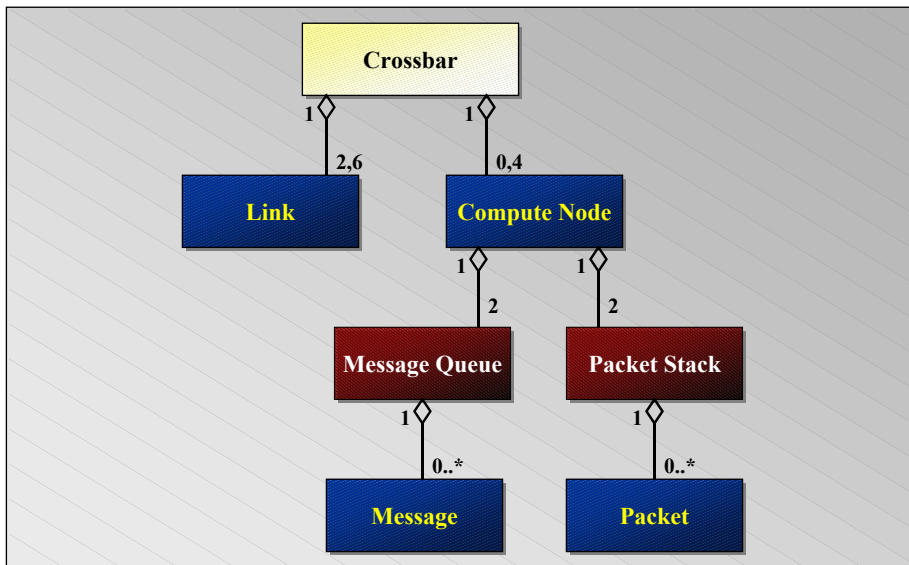 Crossbar
1
1
2,6
0,4
Link
Compute Node
1
1
2
2
Message Queue
Packet Stack
1
1
0..*
0..*
Message
Packet